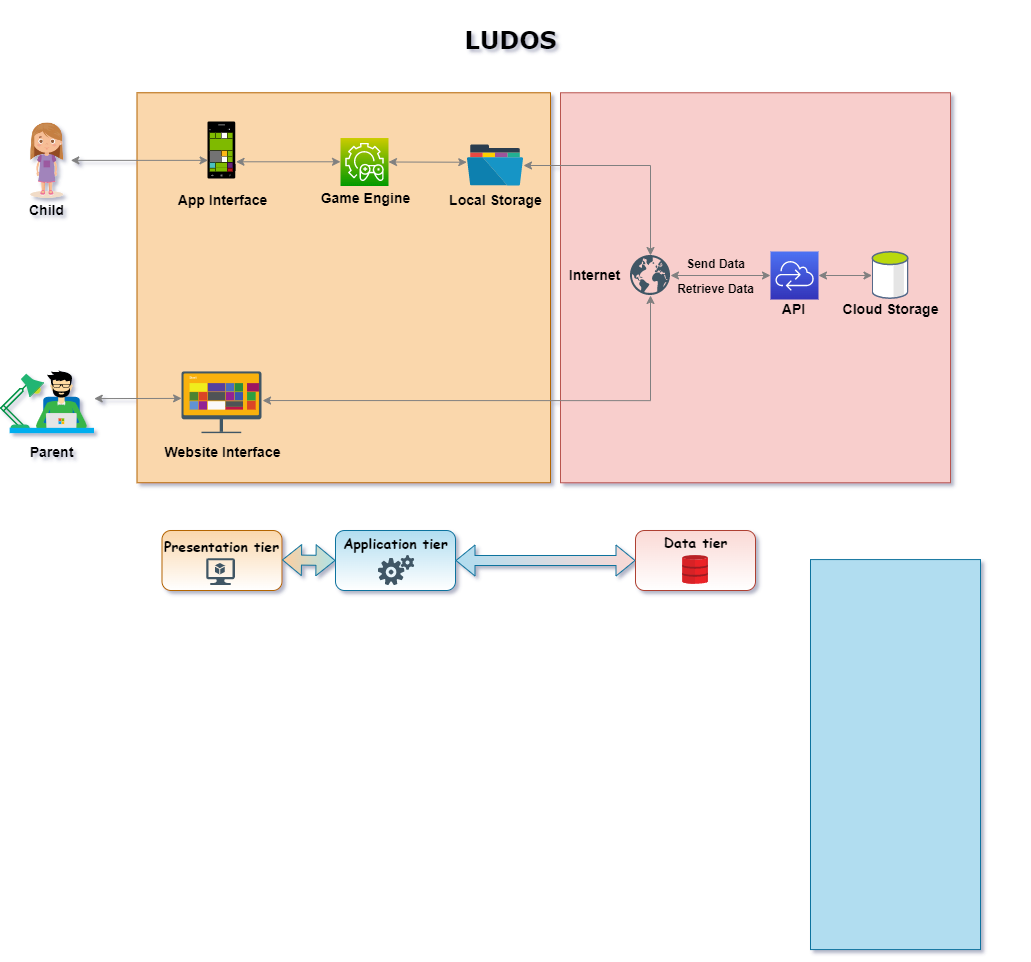 LUDOS
Child
App Interface
Game Engine
Local Storage
Internet
Send Data
Retrieve Data
API
Cloud Storage
Parent
Website Interface
Presentation tier
Application tier
Data tier